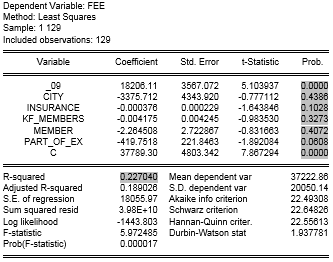 Dependent Variable: FEE
Method: Least Squares
Sample: 1 129
Included observations: 129
Variable Coefficient Std. Error t-Statistic Prob.
_09 18206.11 3567.072 5.103937 0.0000
CITY -3375.712 4343.920 -0.777112 0.4386
INSURANCE -0.000376 0.000229 -1.643846 0.1028
KF_MEMBERS -0.004175 0.004245 -0.983530 0.3273
MEMBER -2.264508 2.722867 -0.831663 0.4072
PART_OF_EX -419.7518 221.8463 -1.892084 0.0608
C 37789.30 4803.342 7.867294 0.0000
R-squared 0.227040 Mean dependent var 37222.86
Adjusted R-squared 0.189026 S.D. dependent var 20050.14
S.E. of regression 18055.97 Akaike info criterion 22.49308
Sum squared resid 3.98E+10 Schwarz criterion 22.64826
Log likelihood -1443.803 Hannan-Quinn criter. 22.55613
F-statistic 5.972485 Durbin-Watson stat 1.937781
Prob(F-statistic) 0.000017